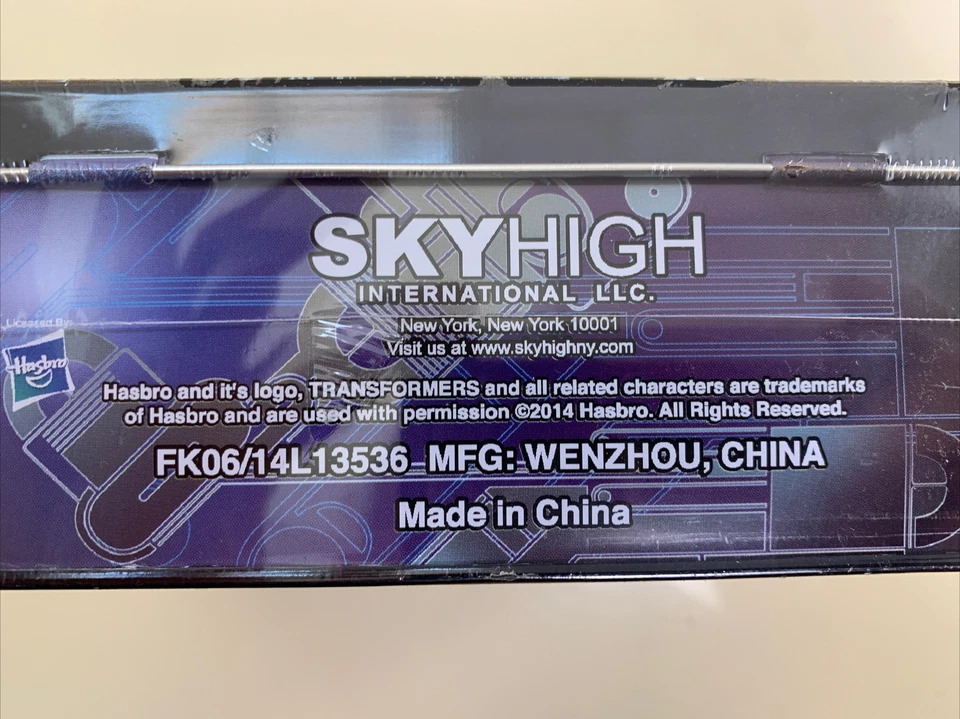 SKYHIGH
INTERNATIONAL LLC.
New York, New York 10001
Visit us at www.skyhighny.com
Licensed By
Hasbro
Hasbro and it's logo, TRANSFORMERS and all related characters are trademarks
of Hasbro and are used with permission ©2014 Hasbro. All Rights Reserved.
FK06/14L13536 MFG: WENZHOU, CHINA
Made in China